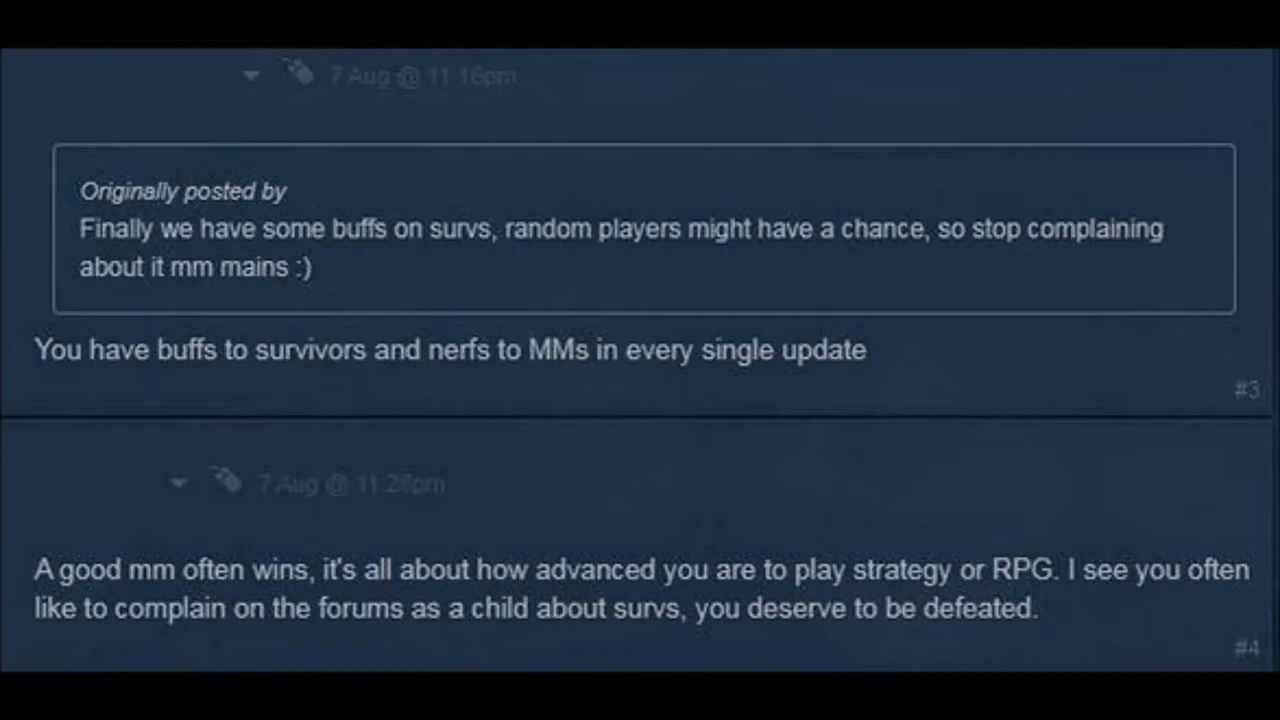 7 Aug @ 11:16pm
Originally posted by
Finally we have some buffs on survs, random players might have a chance, so stop complaining
about it mm mains :)
You have buffs to survivors and nerfs to MMs in every single update
#3
7 Aug @ 11:28pm
A good mm often wins, it's all about how advanced you are to play strategy or RPG. I see you often
like to complain on the forums as a child about survs, you deserve to be defeated.
#4